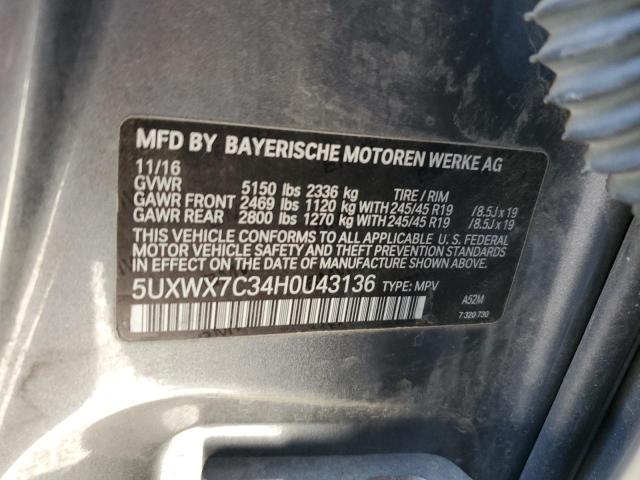 MFD BY BAYERISCHE MOTOREN WERKE AG
11/16
GVWR 5150 lbs 2336 kg TIRE / RIM
GAWR FRONT 2469 lbs 1120 kg WITH 245/45 R19 /8.5J x 19
GAWR REAR 2800 lbs 1270 kg WITH 245/45 R19 /8.5J x 19
THIS VEHICLE CONFORMS TO ALL APPLICABLE U. S. FEDERAL
MOTOR VEHICLE SAFETY AND THEFT PREVENTION
STANDARDS IN EFFECT ON THE DATE OF MANUFACTURE SHOWN ABOVE.
5UXWX7C34H0U43136 TYPE: MPV
A52M
7 320 730